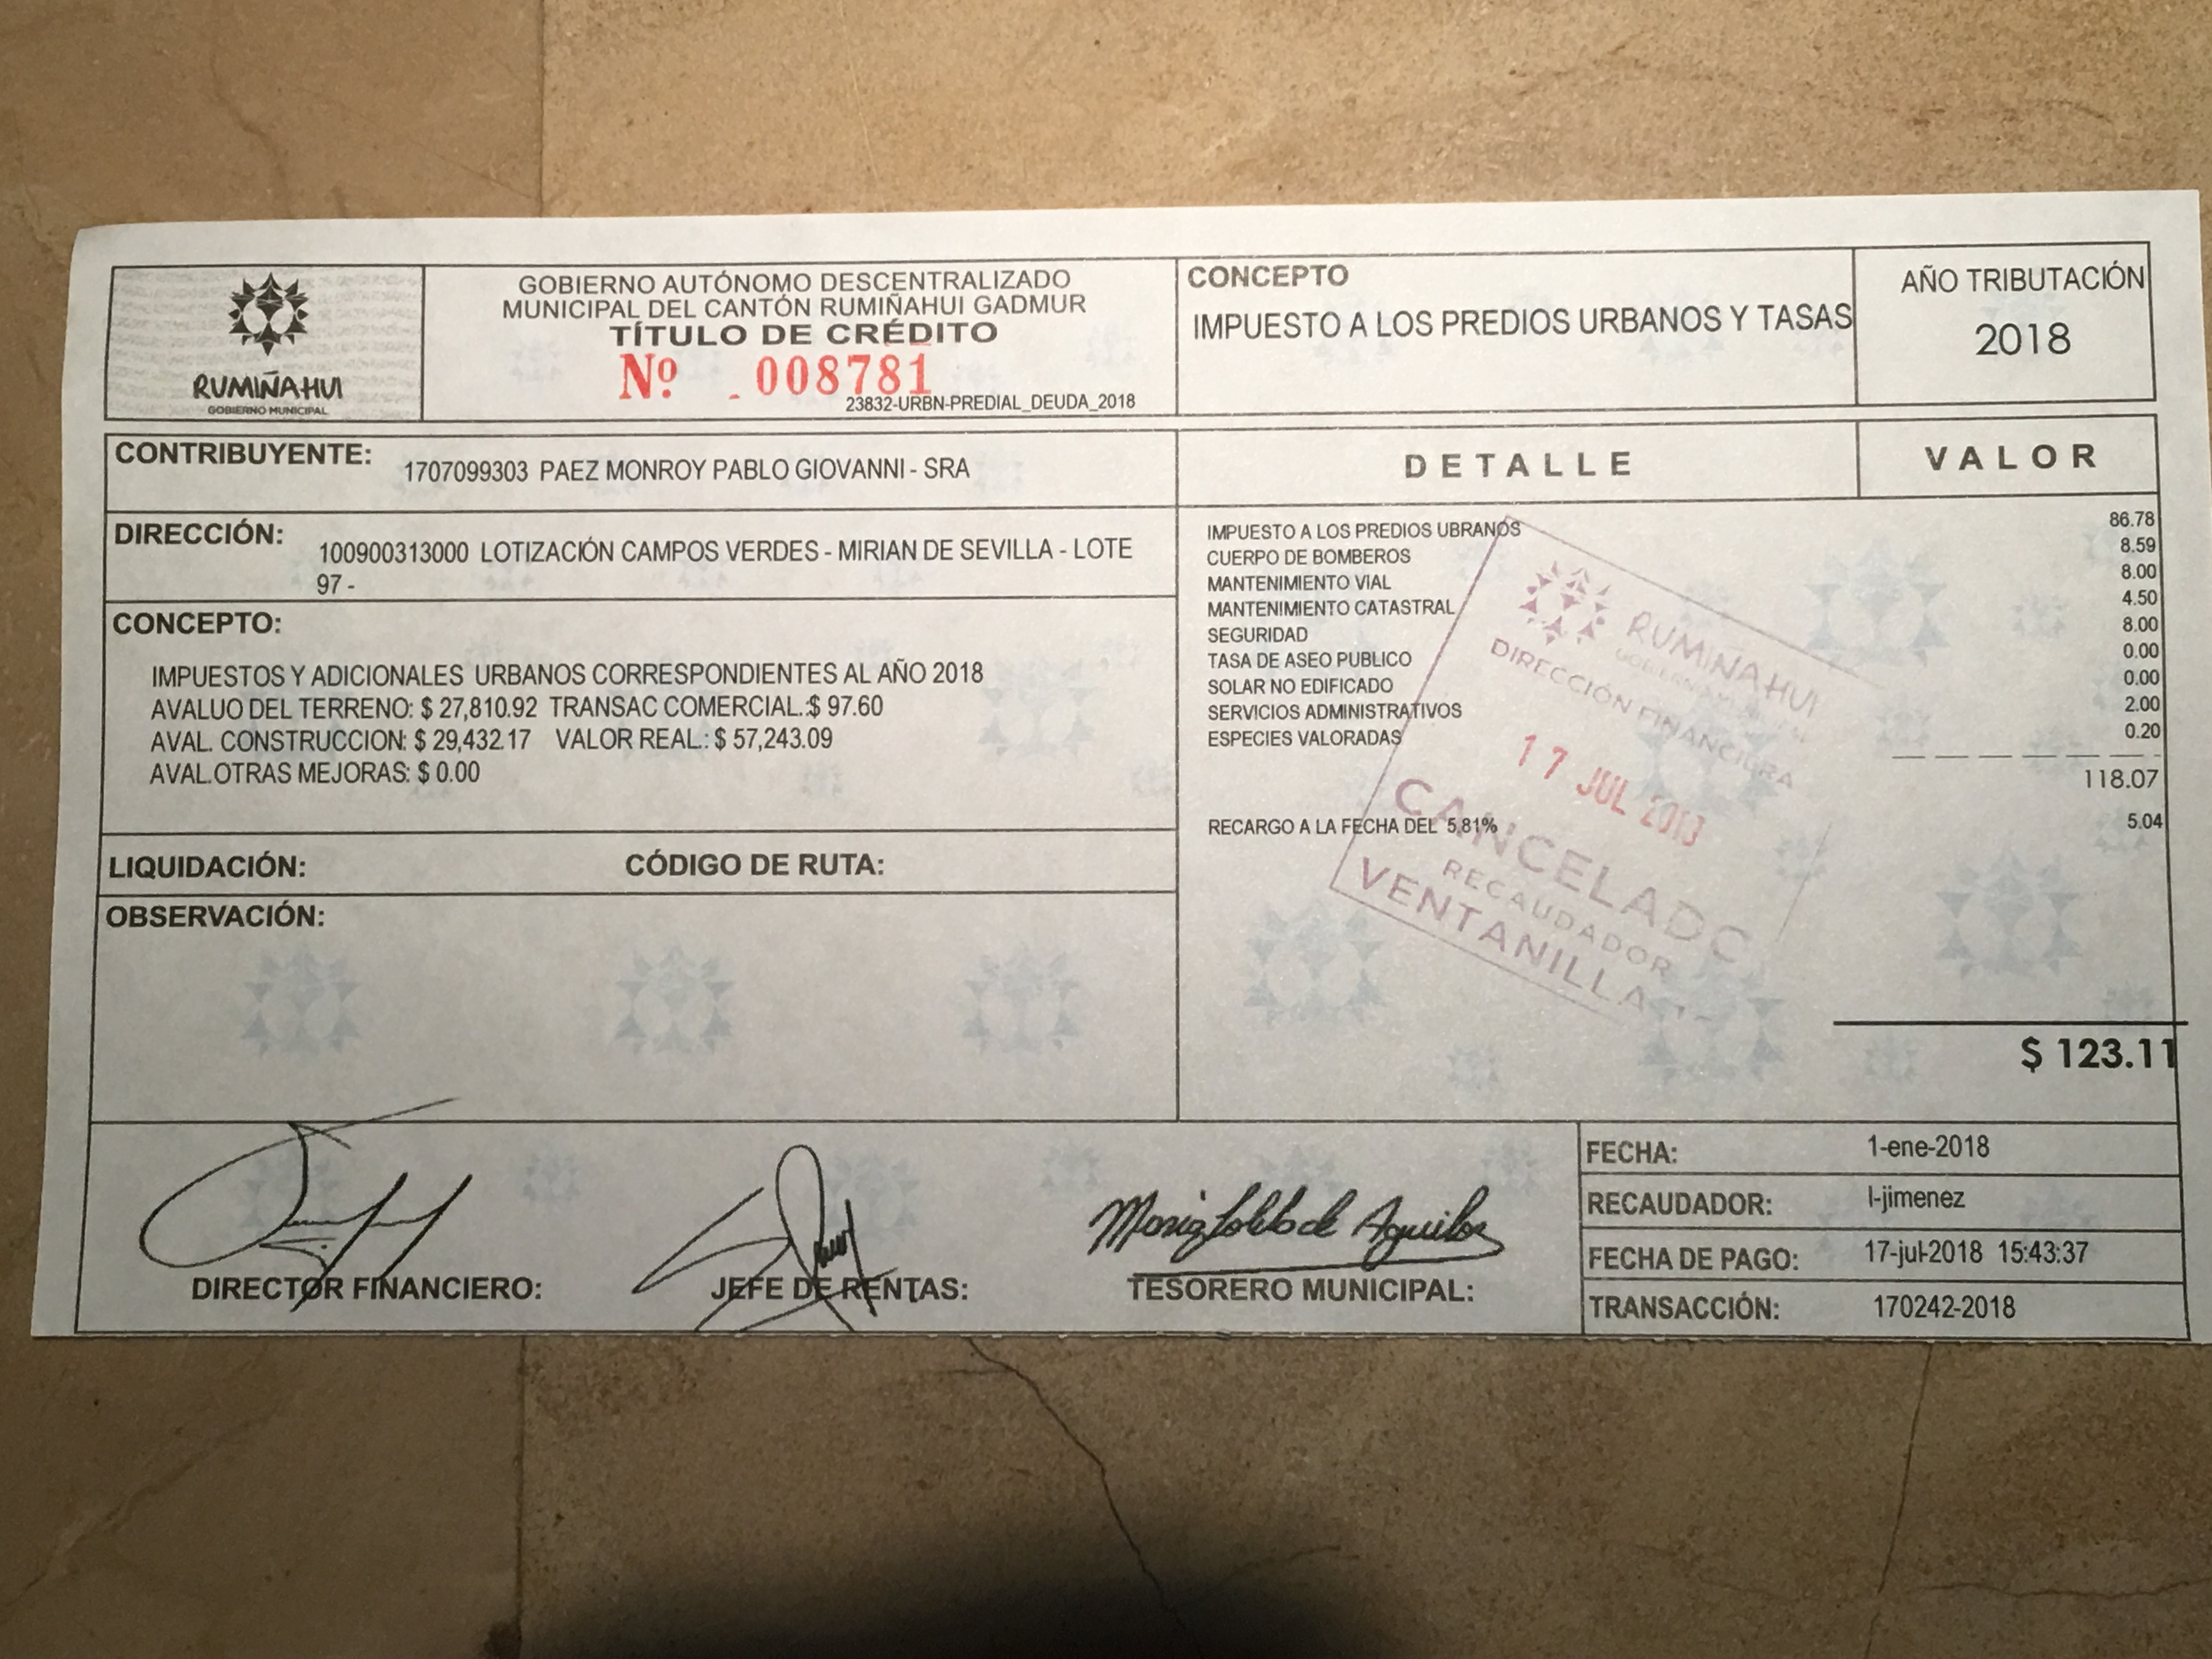 RUMIÑAHUI
GOBIERNO MUNICIPAL
GOBIERNO AUTÓNOMO DESCENTRALIZADO
MUNICIPAL DEL CANTÓN RUMIÑAHUI GADMUR
TÍTULO DE CRÉDITO
Nº 008781
23832-URBN-PREDIAL_DEUDA_2018
CONCEPTO
IMPUESTO A LOS PREDIOS URBANOS Y TASAS
AÑO TRIBUTACIÓN
2018
CONTRIBUYENTE: 1707099303 PAEZ MONROY PABLO GIOVANNI - SRA
DIRECCIÓN: 100900313000 LOTIZACIÓN CAMPOS VERDES - MIRIAN DE SEVILLA - LOTE
97 -
CONCEPTO:
IMPUESTOS Y ADICIONALES URBANOS CORRESPONDIENTES AL AÑO 2018
AVALUO DEL TERRENO: $ 27,810.92 TRANSAC COMERCIAL.:$ 97.60
AVAL. CONSTRUCCION: $ 29,432.17 VALOR REAL.: $ 57,243.09
AVAL.OTRAS MEJORAS: $ 0.00
LIQUIDACIÓN: CÓDIGO DE RUTA:
OBSERVACIÓN:
DETALLE VALOR
IMPUESTO A LOS PREDIOS UBRANOS 86.78
CUERPO DE BOMBEROS 8.59
MANTENIMIENTO VIAL 8.00
MANTENIMIENTO CATASTRAL 4.50
SEGURIDAD 8.00
TASA DE ASEO PUBLICO 0.00
SOLAR NO EDIFICADO 0.00
SERVICIOS ADMINISTRATIVOS 2.00
ESPECIES VALORADAS 0.20
118.07
RECARGO A LA FECHA DEL 5.81% 5.04
$ 123.11
RUMIÑAHUI
GOBIERNO MUNICIPAL
DIRECCIÓN FINANCIERA
17 JUL 2018
CANCELADO
RECAUDADOR
VENTANILLA
DIRECTOR FINANCIERO:
JEFE DE RENTAS:
TESORERO MUNICIPAL:
FECHA: 1-ene-2018
RECAUDADOR: l-jimenez
FECHA DE PAGO: 17-jul-2018 15:43:37
TRANSACCIÓN: 170242-2018